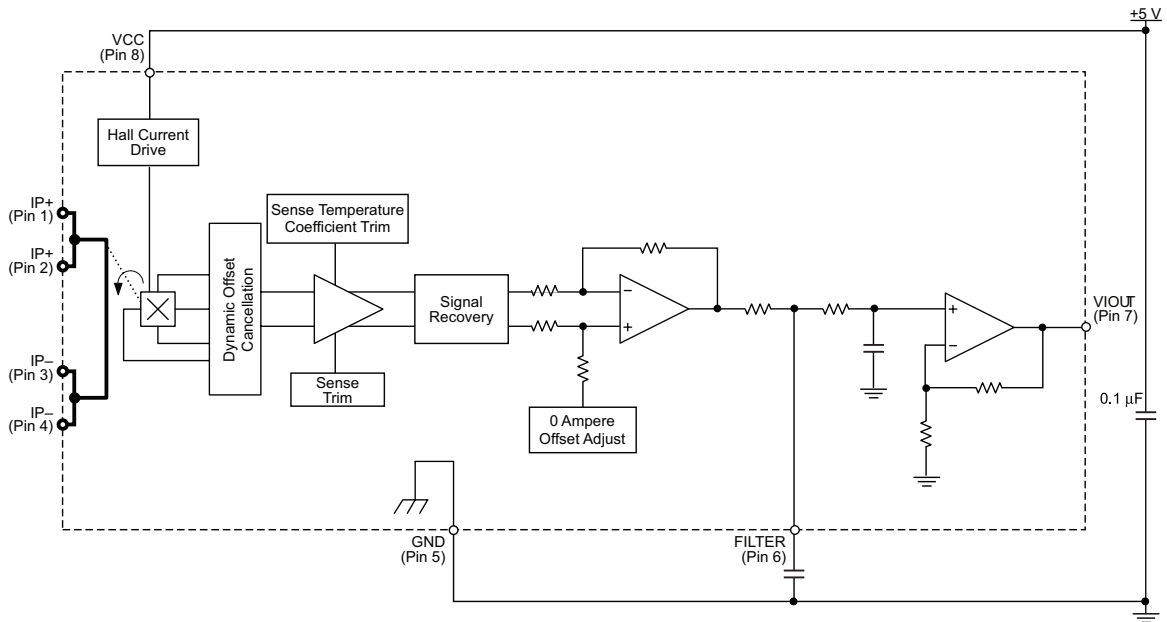 +5 V
VCC
(Pin 8)
Hall Current
Drive
IP+
(Pin 1)
IP+
(Pin 2)
IP–
(Pin 3)
IP–
(Pin 4)
Dynamic Offset
Cancellation
Sense Temperature
Coefficient Trim
Sense
Trim
Signal
Recovery
–
+
0 Ampere
Offset Adjust
+
–
VIOUT
(Pin 7)
0.1 μF
GND
(Pin 5)
FILTER
(Pin 6)